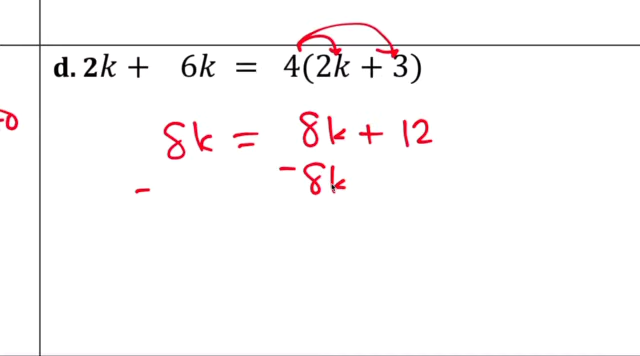 d. 2k + 6k = 4(2k + 3)
8k = 8k + 12
- -8k